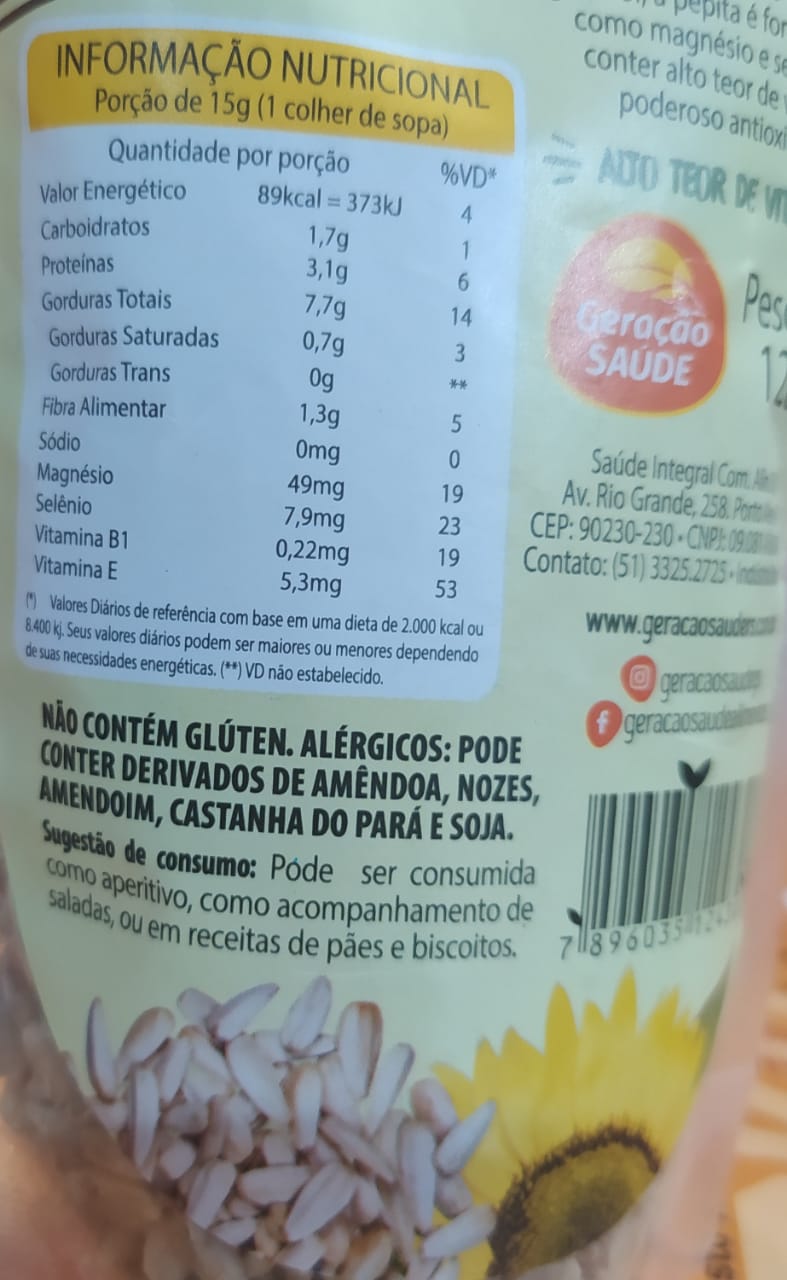 INFORMAÇÃO NUTRICIONAL
Porção de 15g (1 colher de sopa)
Quantidade por porção %VD*
Valor Energético 89kcal = 373kJ 4
Carboidratos 1,7g 1
Proteínas 3,1g 6
Gorduras Totais 7,7g 14
Gorduras Saturadas 0,7g 3
Gorduras Trans 0g **
Fibra Alimentar 1,3g 5
Sódio 0mg 0
Magnésio 49mg 19
Selênio 7,9mg 23
Vitamina B1 0,22mg 19
Vitamina E 5,3mg 53
(*) Valores Diários de referência com base em uma dieta de 2.000 kcal ou
8.400 kj. Seus valores diários podem ser maiores ou menores dependendo
de suas necessidades energéticas. (**) VD não estabelecido.
NÃO CONTÉM GLÚTEN. ALÉRGICOS: PODE
CONTER DERIVADOS DE AMÊNDOA, NOZES,
AMENDOIM, CASTANHA DO PARÁ E SOJA.
Sugestão de consumo: Póde ser consumida
como aperitivo, como acompanhamento de
saladas, ou em receitas de pães e biscoitos.
pepita é
como magnésio e
conter alto teor de
poderoso
ALTO TEOR DE
Geração
SAÚDE
Saúde Integral Com.
Av. Rio Grande, 258.
CEP: 90230-230 - CNPJ:
Contato: (51) 3325.2725 -